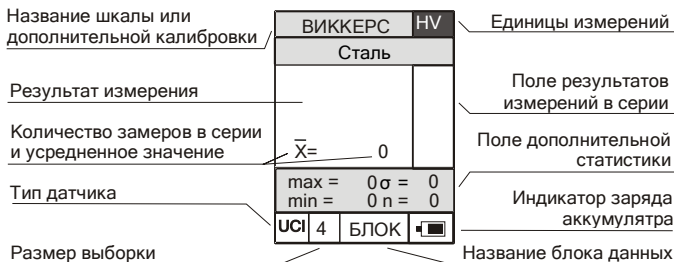 Название шкалы или
дополнительной калибровки
Результат измерения
Количество замеров в серии
и усредненное значение
Тип датчика
Размер выборки
ВИККЕРС HV
Сталь
X̅= 0
max = 0 σ = 0
min = 0 n = 0
UCI 4 БЛОК
Единицы измерений
Поле результатов
измерений в серии
Поле дополнительной
статистики
Индикатор заряда
аккумулятра
Название блока данных